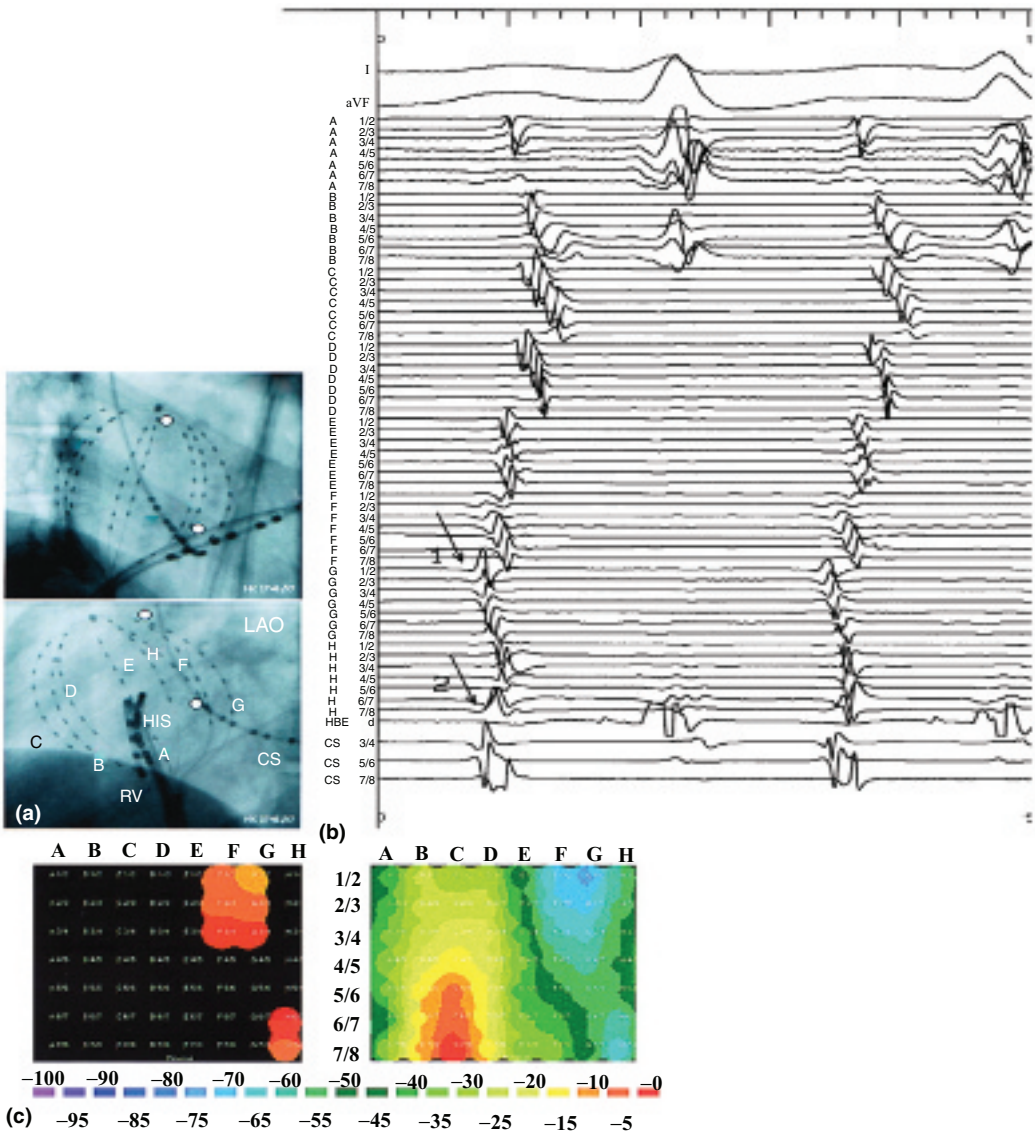 I
aVF
A 1/2
A 2/3
A 3/4
A 4/5
A 5/6
A 6/7
A 7/8
B 1/2
B 2/3
B 3/4
B 4/5
B 5/6
B 6/7
B 7/8
C 1/2
C 2/3
C 3/4
C 4/5
C 5/6
C 6/7
C 7/8
D 1/2
D 2/3
D 3/4
D 4/5
D 5/6
D 6/7
D 7/8
E 1/2
E 2/3
E 3/4
E 4/5
E 5/6
E 6/7
E 7/8
F 1/2
F 2/3
F 3/4
F 4/5
F 5/6
F 6/7
F 7/8
G 1/2
G 2/3
G 3/4
G 4/5
G 5/6
G 6/7
G 7/8
H 1/2
H 2/3
H 3/4
H 4/5
H 5/6
H 6/7
H 7/8
HBE d
CS 3/4
CS 5/6
CS 7/8
1
2
LAO
H
E F
D G
HIS
C A CS
B
RV
(a)
(b)
A B C D E F G H
A B C D E F G H
1/2
2/3
3/4
4/5
5/6
6/7
7/8
–100 –90 –80 –70 –60 –50 –40 –30 –20 –10 –0
(c) –95 –85 –75 –65 –55 –45 –35 –25 –15 –5